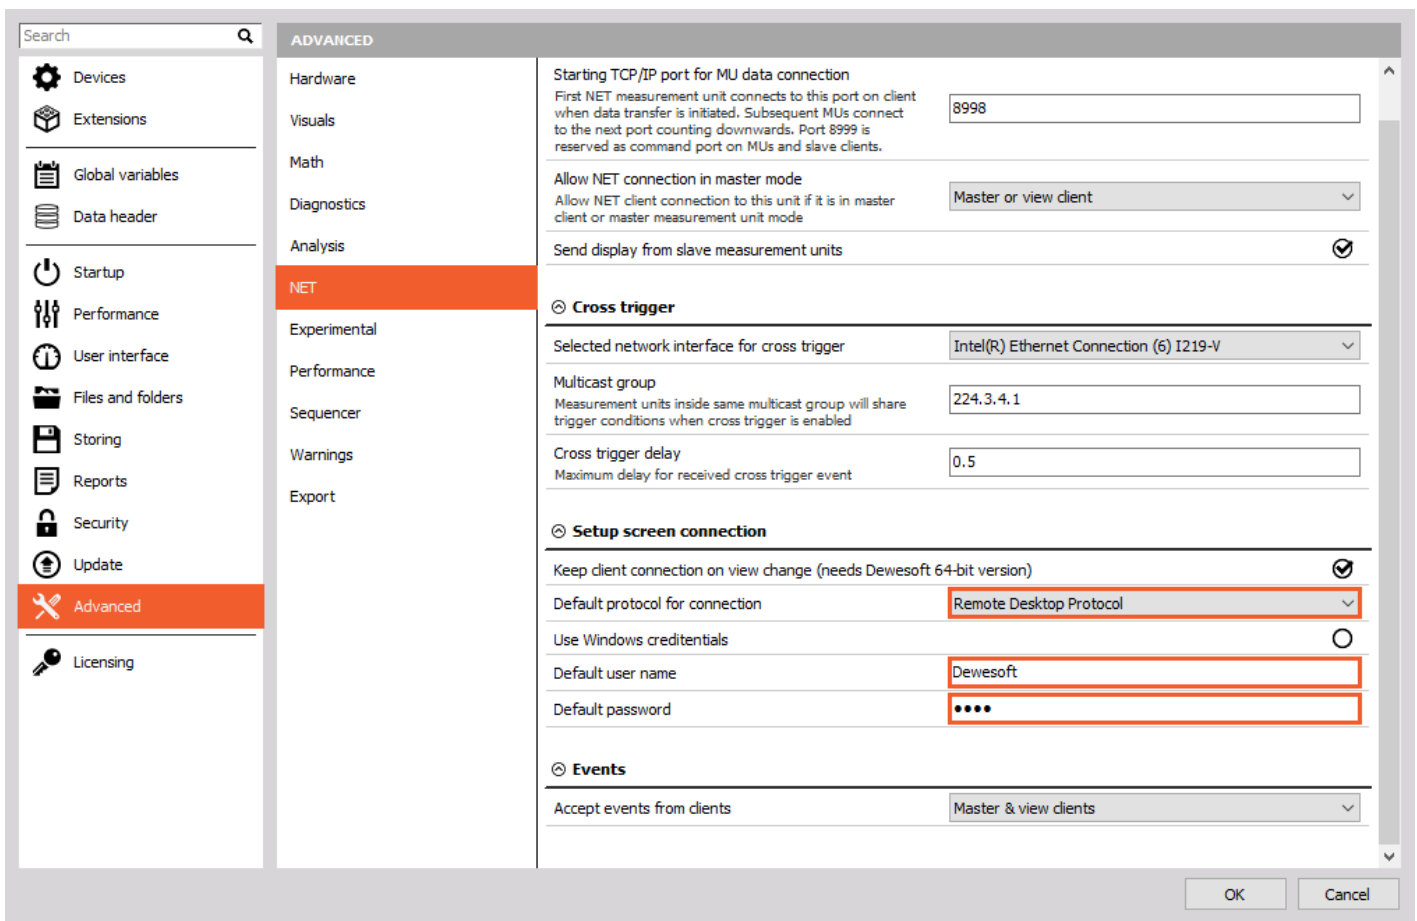 Search
Devices
Extensions
Global variables
Data header
Startup
Performance
User interface
Files and folders
Storing
Reports
Security
Update
Advanced
Licensing
ADVANCED
Hardware
Visuals
Math
Diagnostics
Analysis
NET
Experimental
Performance
Sequencer
Warnings
Export
Starting TCP/IP port for MU data connection
First NET measurement unit connects to this port on client
when data transfer is initiated. Subsequent MUs connect
to the next port counting downwards. Port 8999 is
reserved as command port on MUs and slave clients.
8998
Allow NET connection in master mode
Allow NET client connection to this unit if it is in master
client or master measurement unit mode
Master or view client
Send display from slave measurement units
Cross trigger
Selected network interface for cross trigger
Intel(R) Ethernet Connection (6) I219-V
Multicast group
Measurement units inside same multicast group will share
trigger conditions when cross trigger is enabled
224.3.4.1
Cross trigger delay
Maximum delay for received cross trigger event
0.5
Setup screen connection
Keep client connection on view change (needs Dewesoft 64-bit version)
Default protocol for connection
Remote Desktop Protocol
Use Windows creditentials
Default user name
Dewesoft
Default password
••••
Events
Accept events from clients
Master & view clients
OK
Cancel